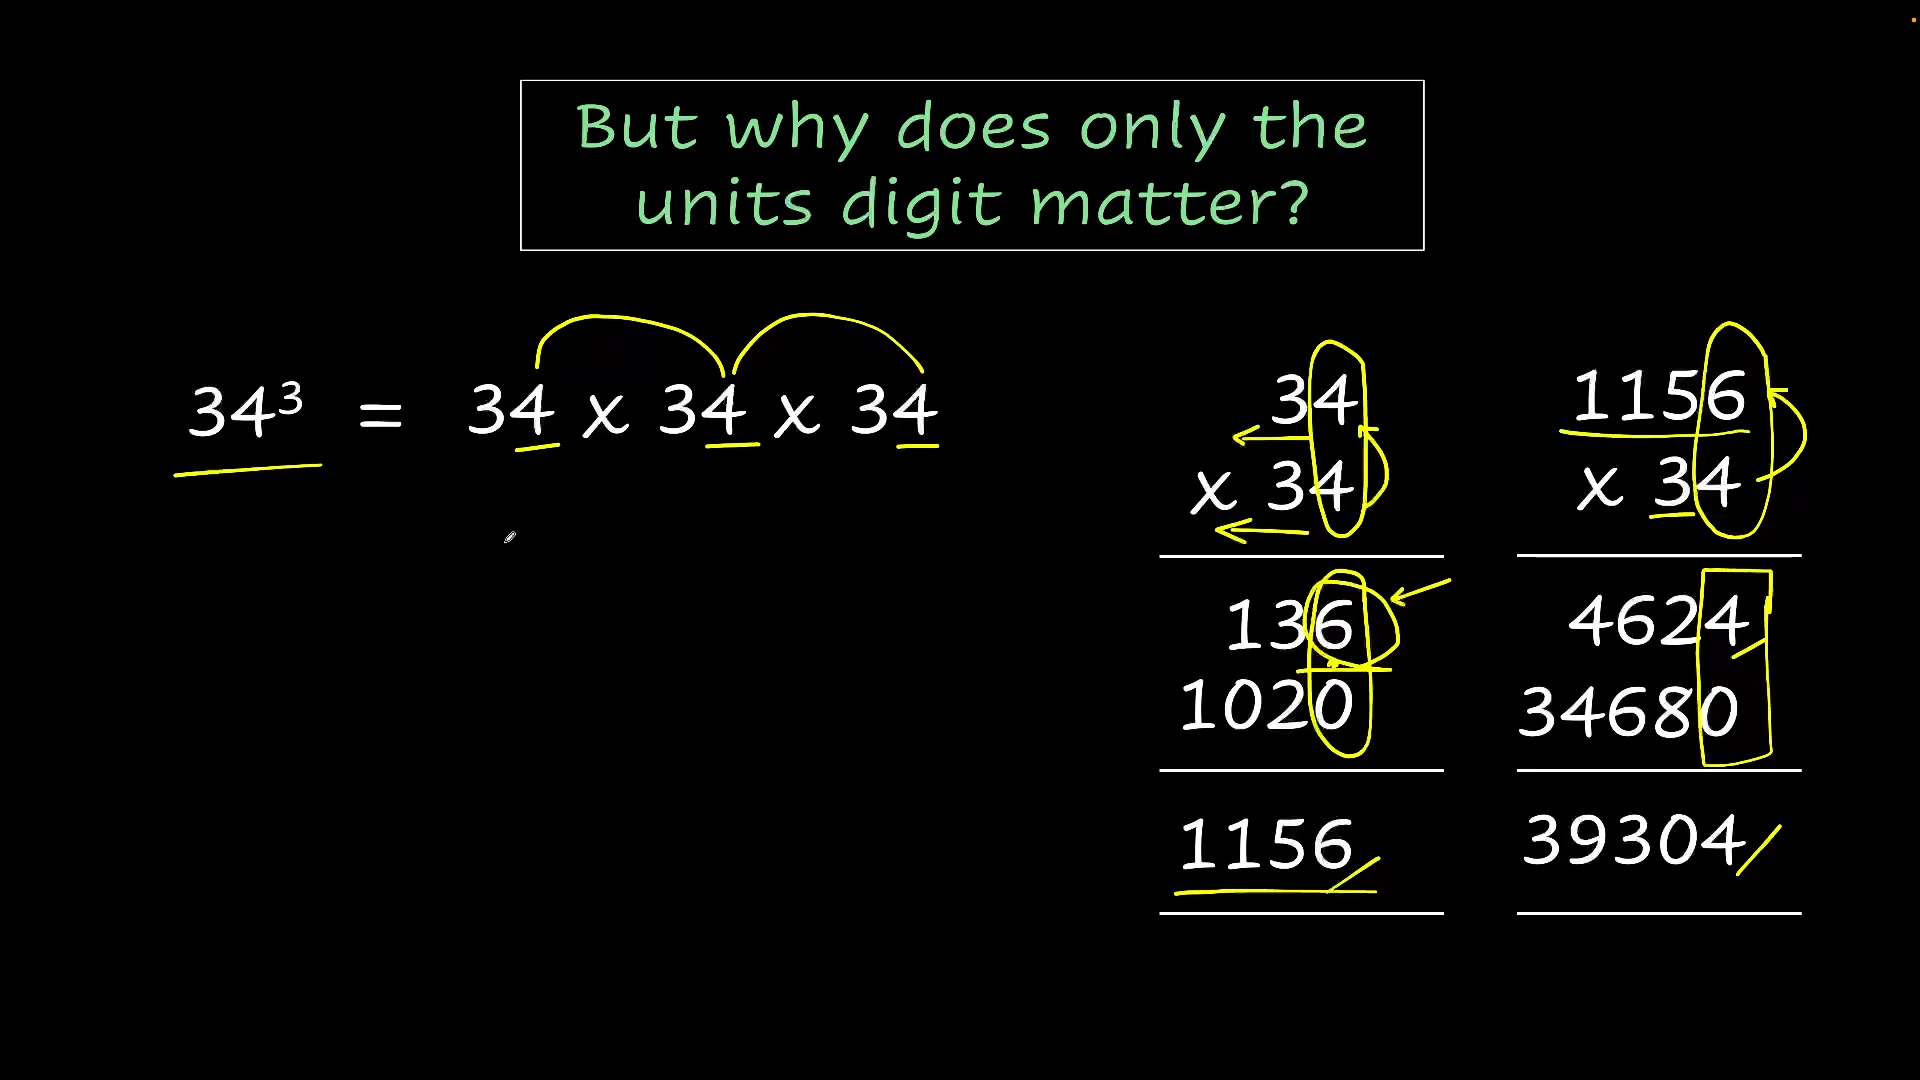 But why does only the
units digit matter?
34³ = 34 x 34 x 34
34
x 34
136
1020
1156
1156
x 34
4624
34680
39304